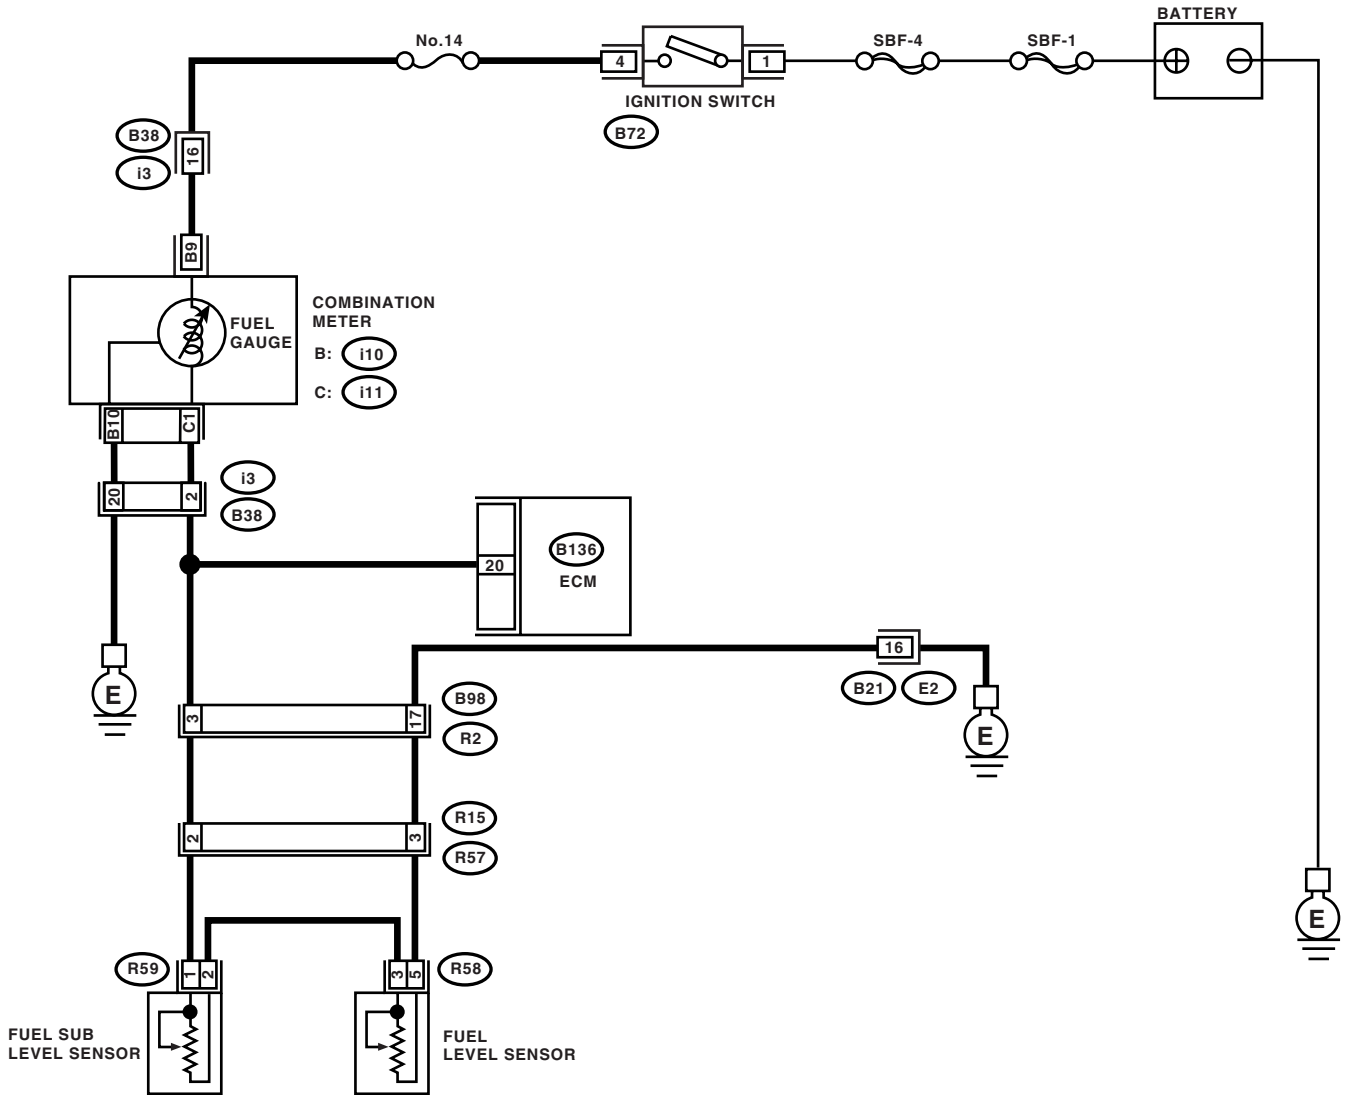 BATTERY
No.14
SBF-4
SBF-1
4
1
IGNITION SWITCH
B72
B38
16
i3
B9
FUEL
GAUGE
COMBINATION
METER
B: i10
C: i11
B10
C1
i3
20
2
B38
B136
20
ECM
16
B21
E2
E
B98
3
17
R2
E
R15
2
3
R57
E
R59
1
2
3
5
R58
FUEL SUB
LEVEL SENSOR
FUEL
LEVEL SENSOR